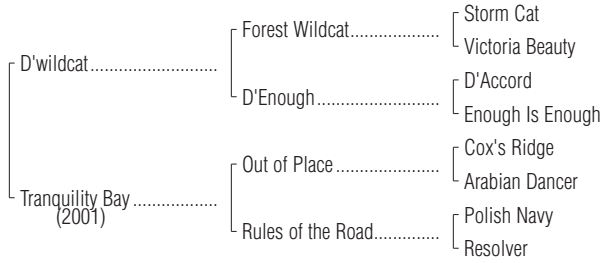 Storm Cat
Forest Wildcat....................
Victoria Beauty
D'wildcat...........................
D'Accord
D'Enough...........................
Enough Is Enough
Cox's Ridge
Out of Place.......................
Arabian Dancer
Tranquility Bay..................
(2001)
Polish Navy
Rules of the Road..............
Resolver